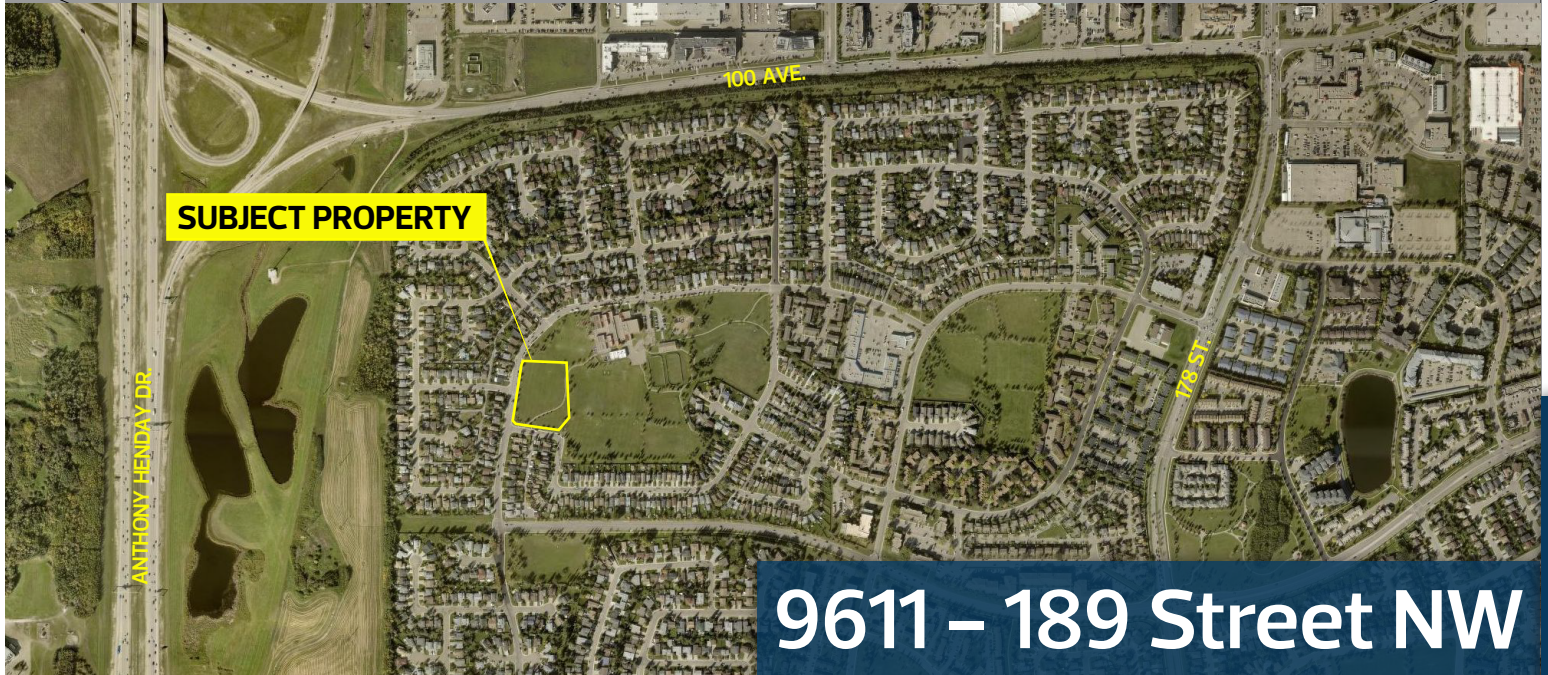 100 AVE.
SUBJECT PROPERTY
178 ST.
ANTHONY HENDAY DR.
9611 – 189 Street NW